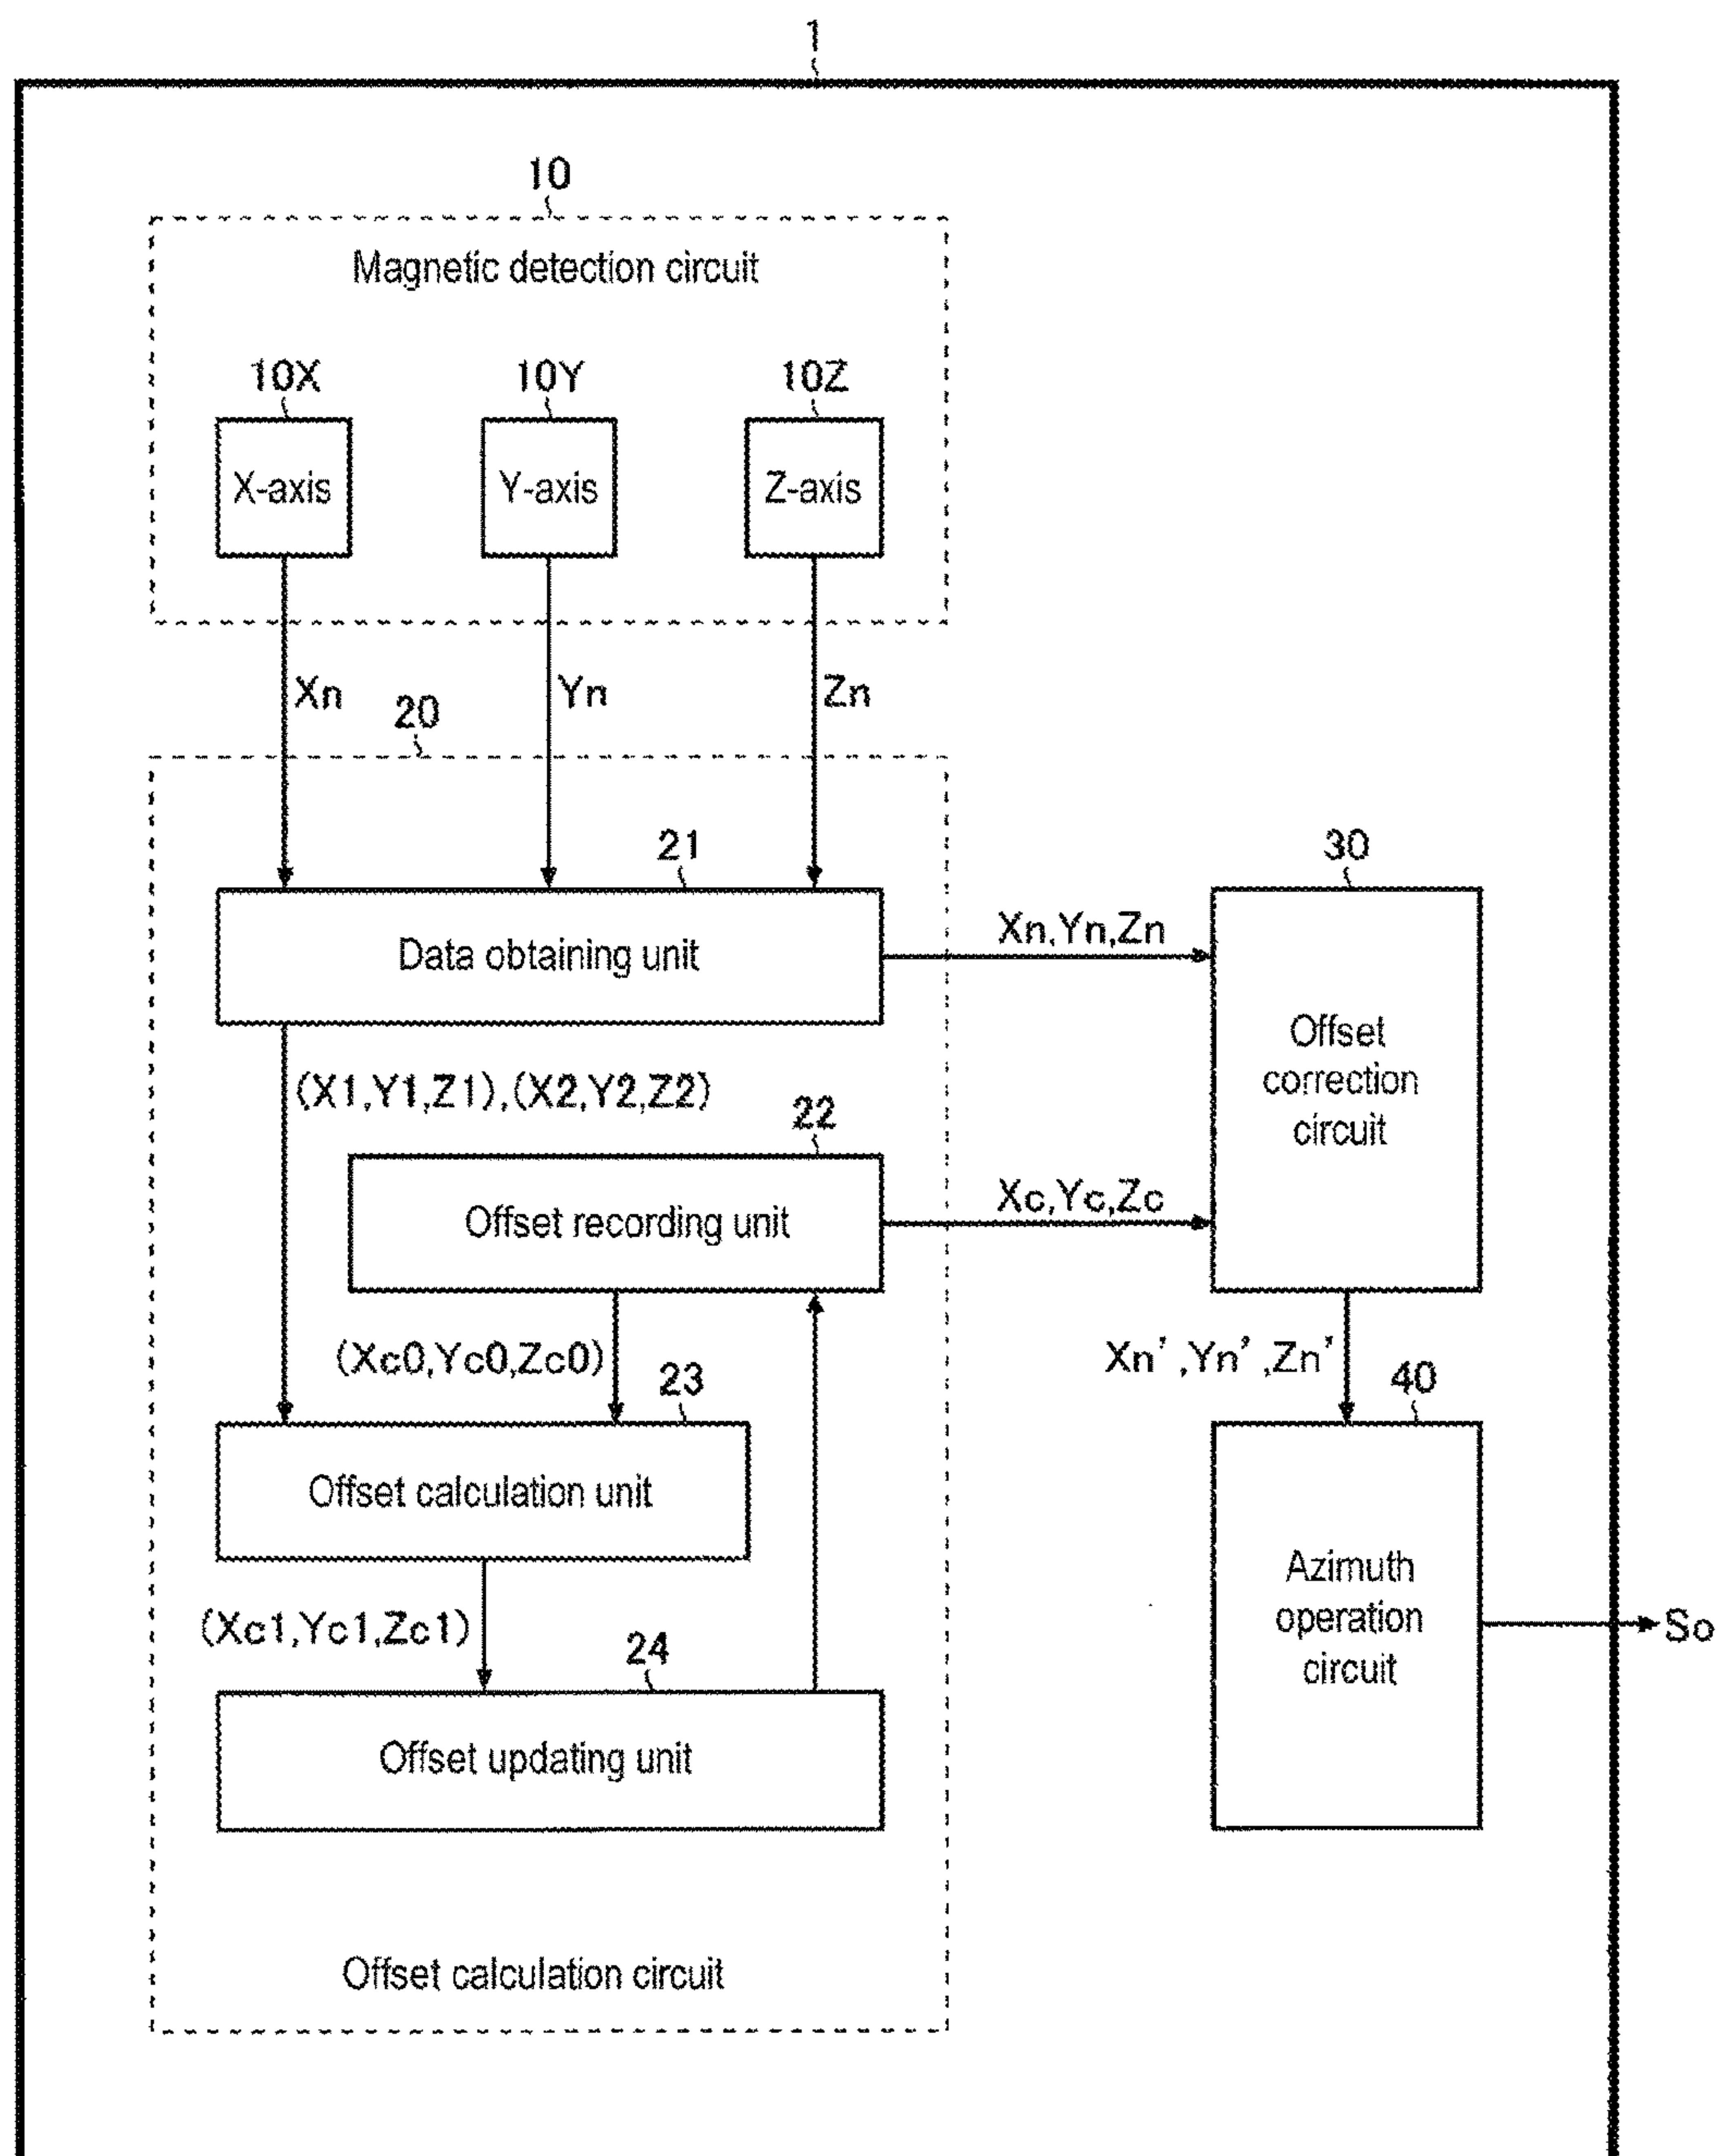 1
10
Magnetic detection circuit
10X
10Y
10Z
X-axis
Y-axis
Z-axis
Xn
Yn
Zn
20
21
30
Data obtaining unit
Xn,Yn,Zn
Offset
correction
circuit
(X1,Y1,Z1),(X2,Y2,Z2)
22
Offset recording unit
Xc,Yc,Zc
(Xc0,Yc0,Zc0)
23
Xn',Yn',Zn'
40
Offset calculation unit
Azimuth
operation
circuit
So
(Xc1,Yc1,Zc1)
24
Offset updating unit
Offset calculation circuit